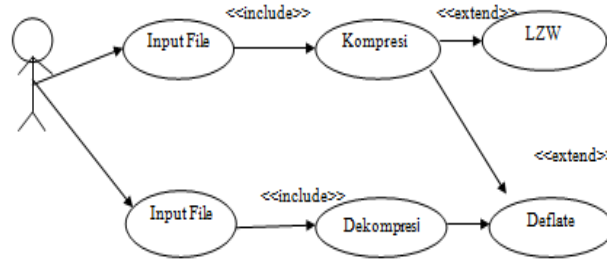 <<include>>
<<extend>>
Input File
Kompresi
LZW
<<extend>>
<<include>>
Input File
Dekompresi
Deflate